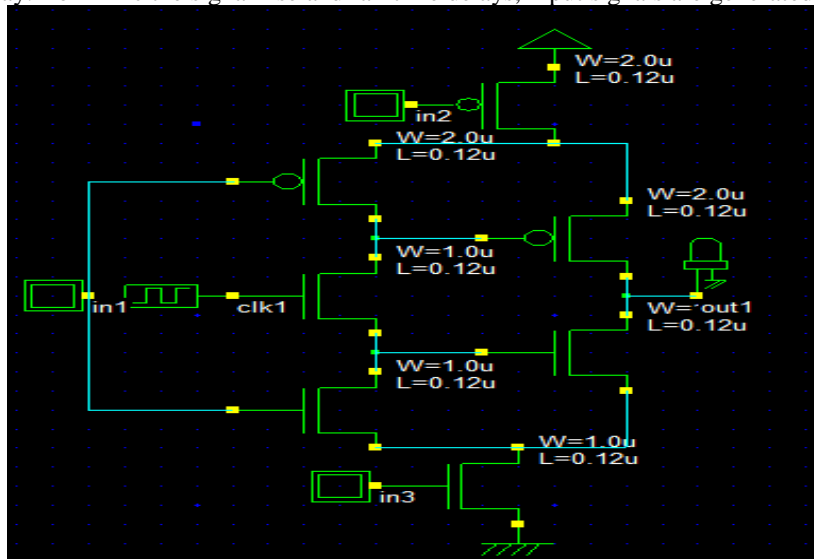 W=2.0u
L=0.12u
in2
W=2.0u
L=0.12u
W=2.0u
L=0.12u
W=1.0u
L=0.12u
in1
clk1
W=
out1
L=0.12u
W=1.0u
L=0.12u
W=1.0u
L=0.12u
in3